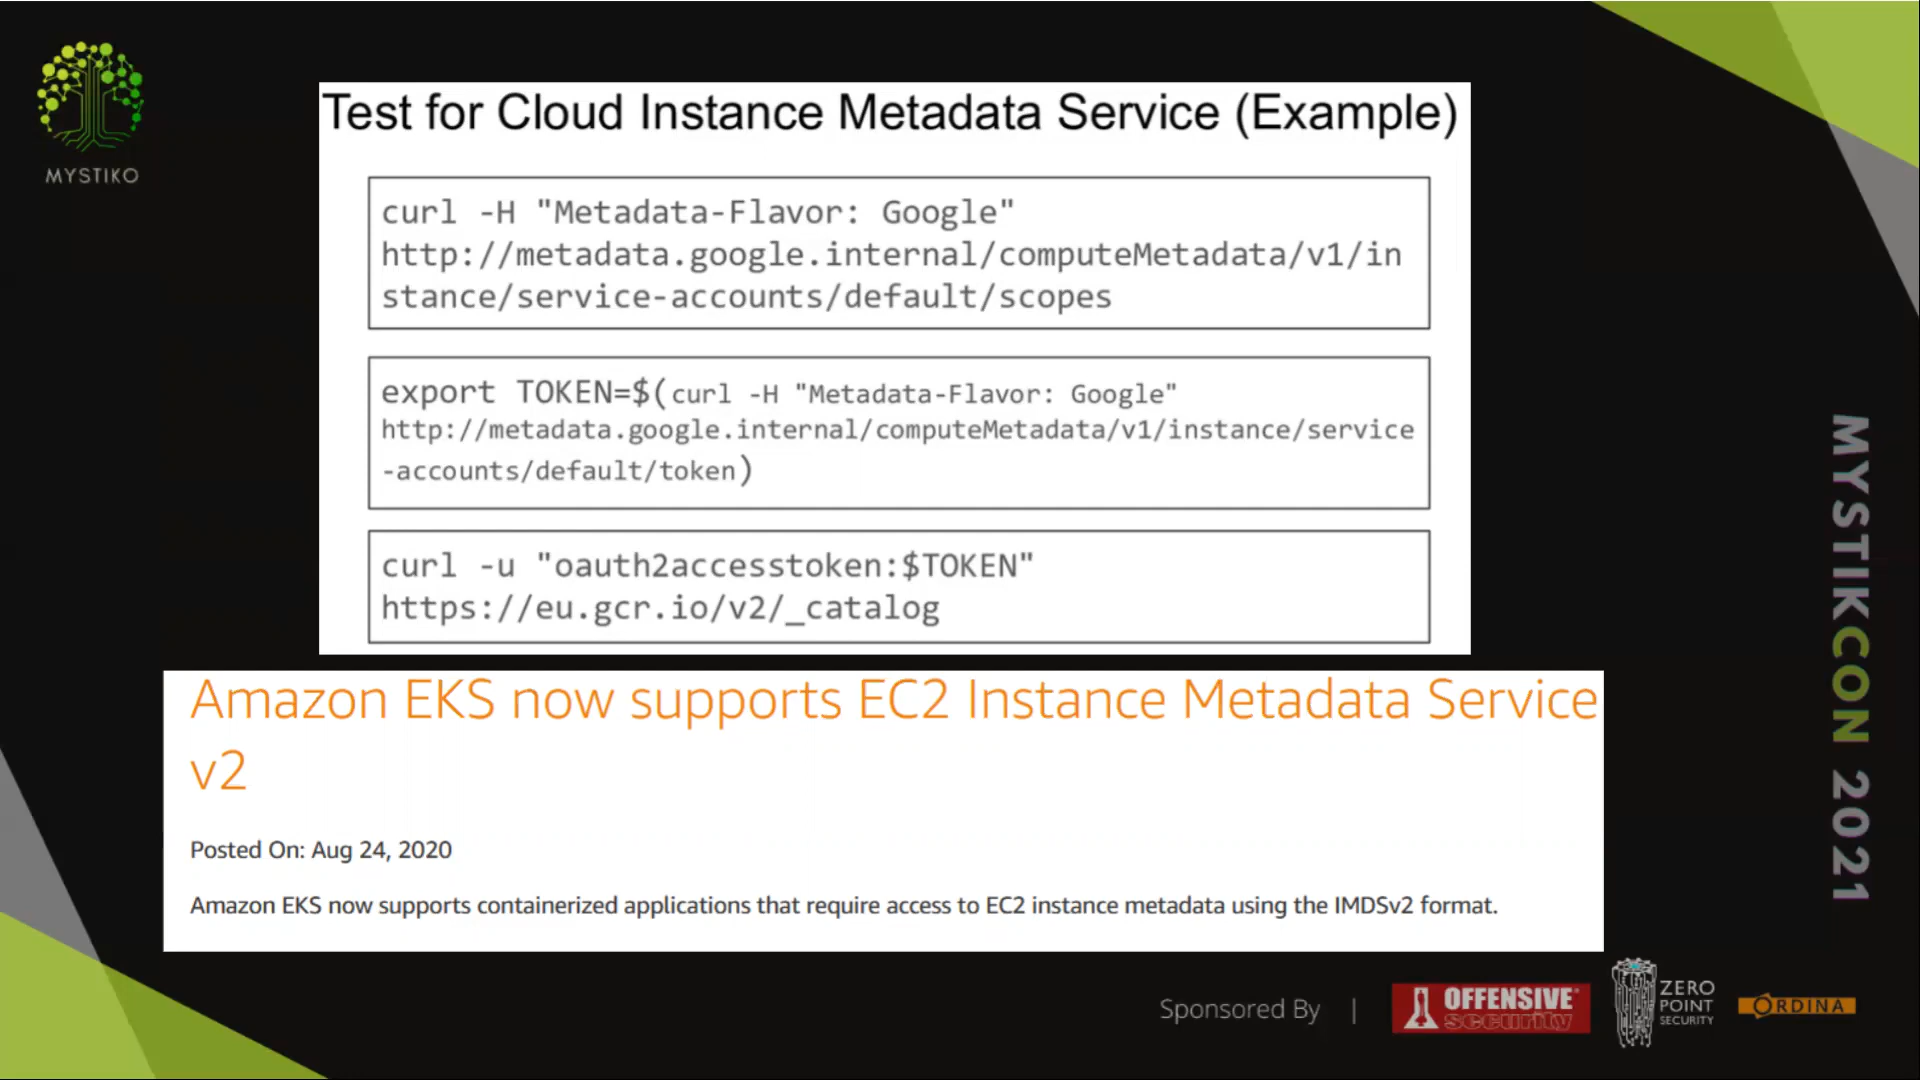 MYSTIKO
Test for Cloud Instance Metadata Service (Example)
curl -H "Metadata-Flavor: Google"
http://metadata.google.internal/computeMetadata/v1/in
stance/service-accounts/default/scopes
export TOKEN=$(curl -H "Metadata-Flavor: Google"
http://metadata.google.internal/computeMetadata/v1/instance/service
-accounts/default/token)
curl -u "oauth2accesstoken:$TOKEN"
https://eu.gcr.io/v2/_catalog
Amazon EKS now supports EC2 Instance Metadata Service
v2
Posted On: Aug 24, 2020
Amazon EKS now supports containerized applications that require access to EC2 instance metadata using the IMDSv2 format.
MYSTIKCON 2021
Sponsored By |
OFFENSIVE
security
ZERO
POINT
SECURITY
ORDINA